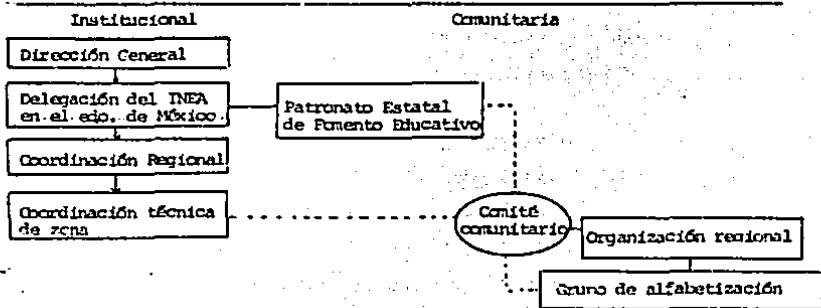 Institucional
Comunitaria
Dirección General
Delegación del INEA
en el edo. de México.
Patronato Estatal
de Fomento Educativo
Coordinación Regional
Coordinación técnica
de zona
Comité
comunitario
Organización regional
Grupo de alfabetización